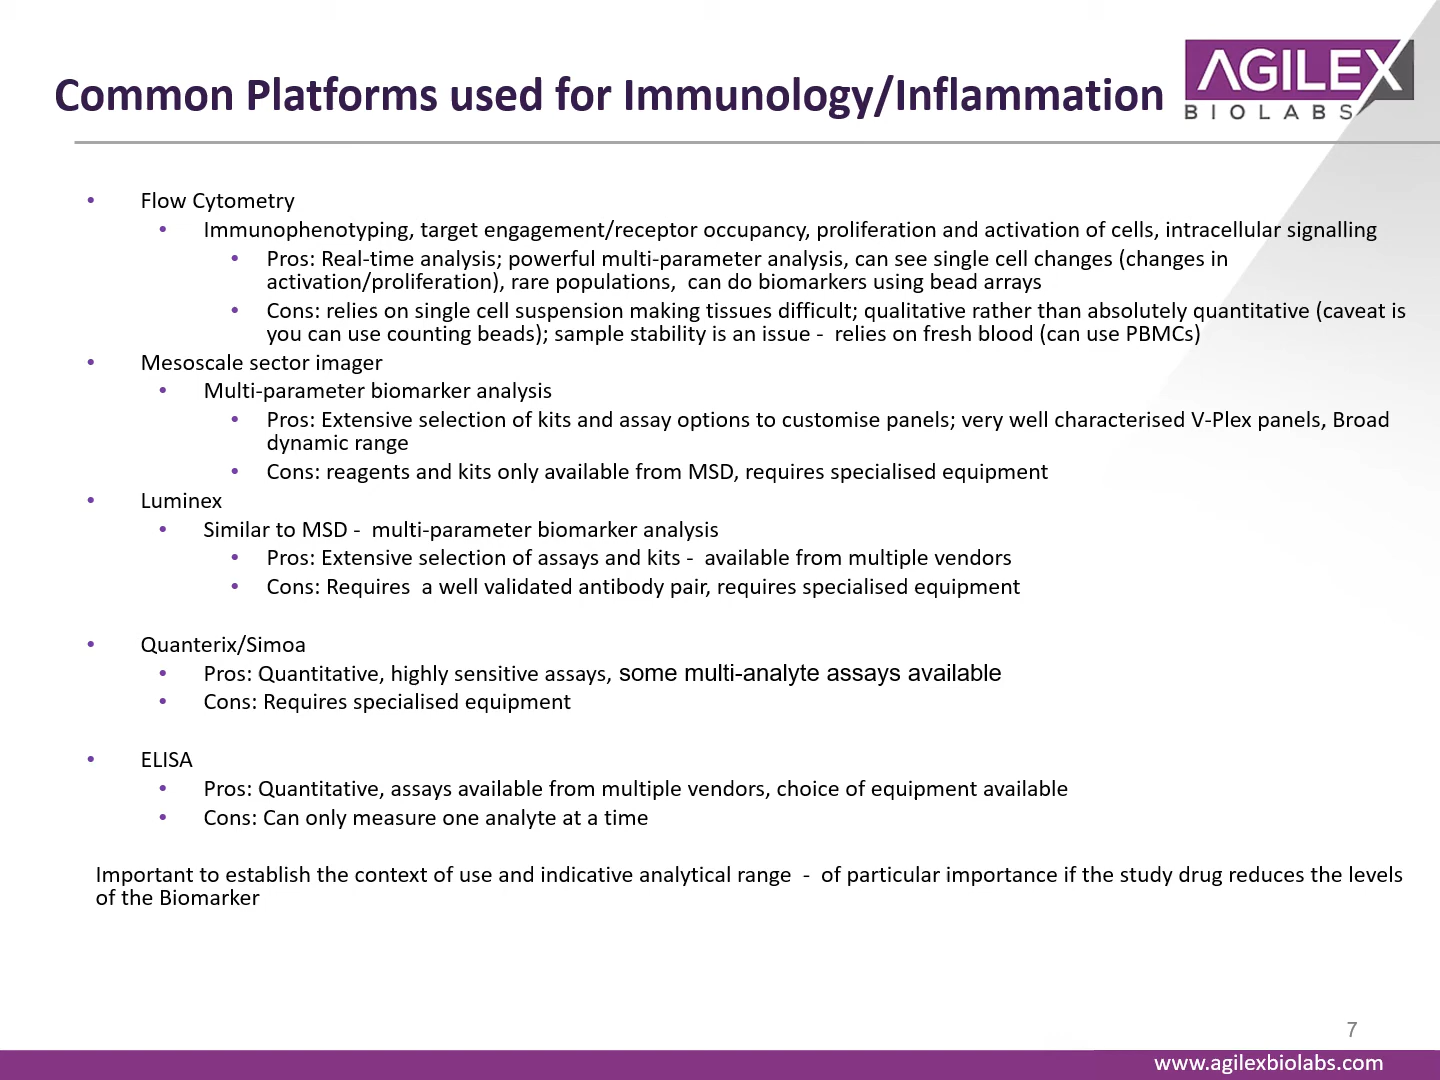 Common Platforms used for Immunology/Inflammation
AGILEX
BIOLABS
• Flow Cytometry
• Immunophenotyping, target engagement/receptor occupancy, proliferation and activation of cells, intracellular signalling
• Pros: Real-time analysis; powerful multi-parameter analysis, can see single cell changes (changes in
activation/proliferation), rare populations,  can do biomarkers using bead arrays
• Cons: relies on single cell suspension making tissues difficult; qualitative rather than absolutely quantitative (caveat is
you can use counting beads); sample stability is an issue -  relies on fresh blood (can use PBMCs)
• Mesoscale sector imager
• Multi-parameter biomarker analysis
• Pros: Extensive selection of kits and assay options to customise panels; very well characterised V-Plex panels, Broad
dynamic range
• Cons: reagents and kits only available from MSD, requires specialised equipment
• Luminex
• Similar to MSD -  multi-parameter biomarker analysis
• Pros: Extensive selection of assays and kits -  available from multiple vendors
• Cons: Requires  a well validated antibody pair, requires specialised equipment
• Quanterix/Simoa
• Pros: Quantitative, highly sensitive assays, some multi-analyte assays available
• Cons: Requires specialised equipment
• ELISA
• Pros: Quantitative, assays available from multiple vendors, choice of equipment available
• Cons: Can only measure one analyte at a time
Important to establish the context of use and indicative analytical range  -  of particular importance if the study drug reduces the levels
of the Biomarker
7
www.agilexbiolabs.com